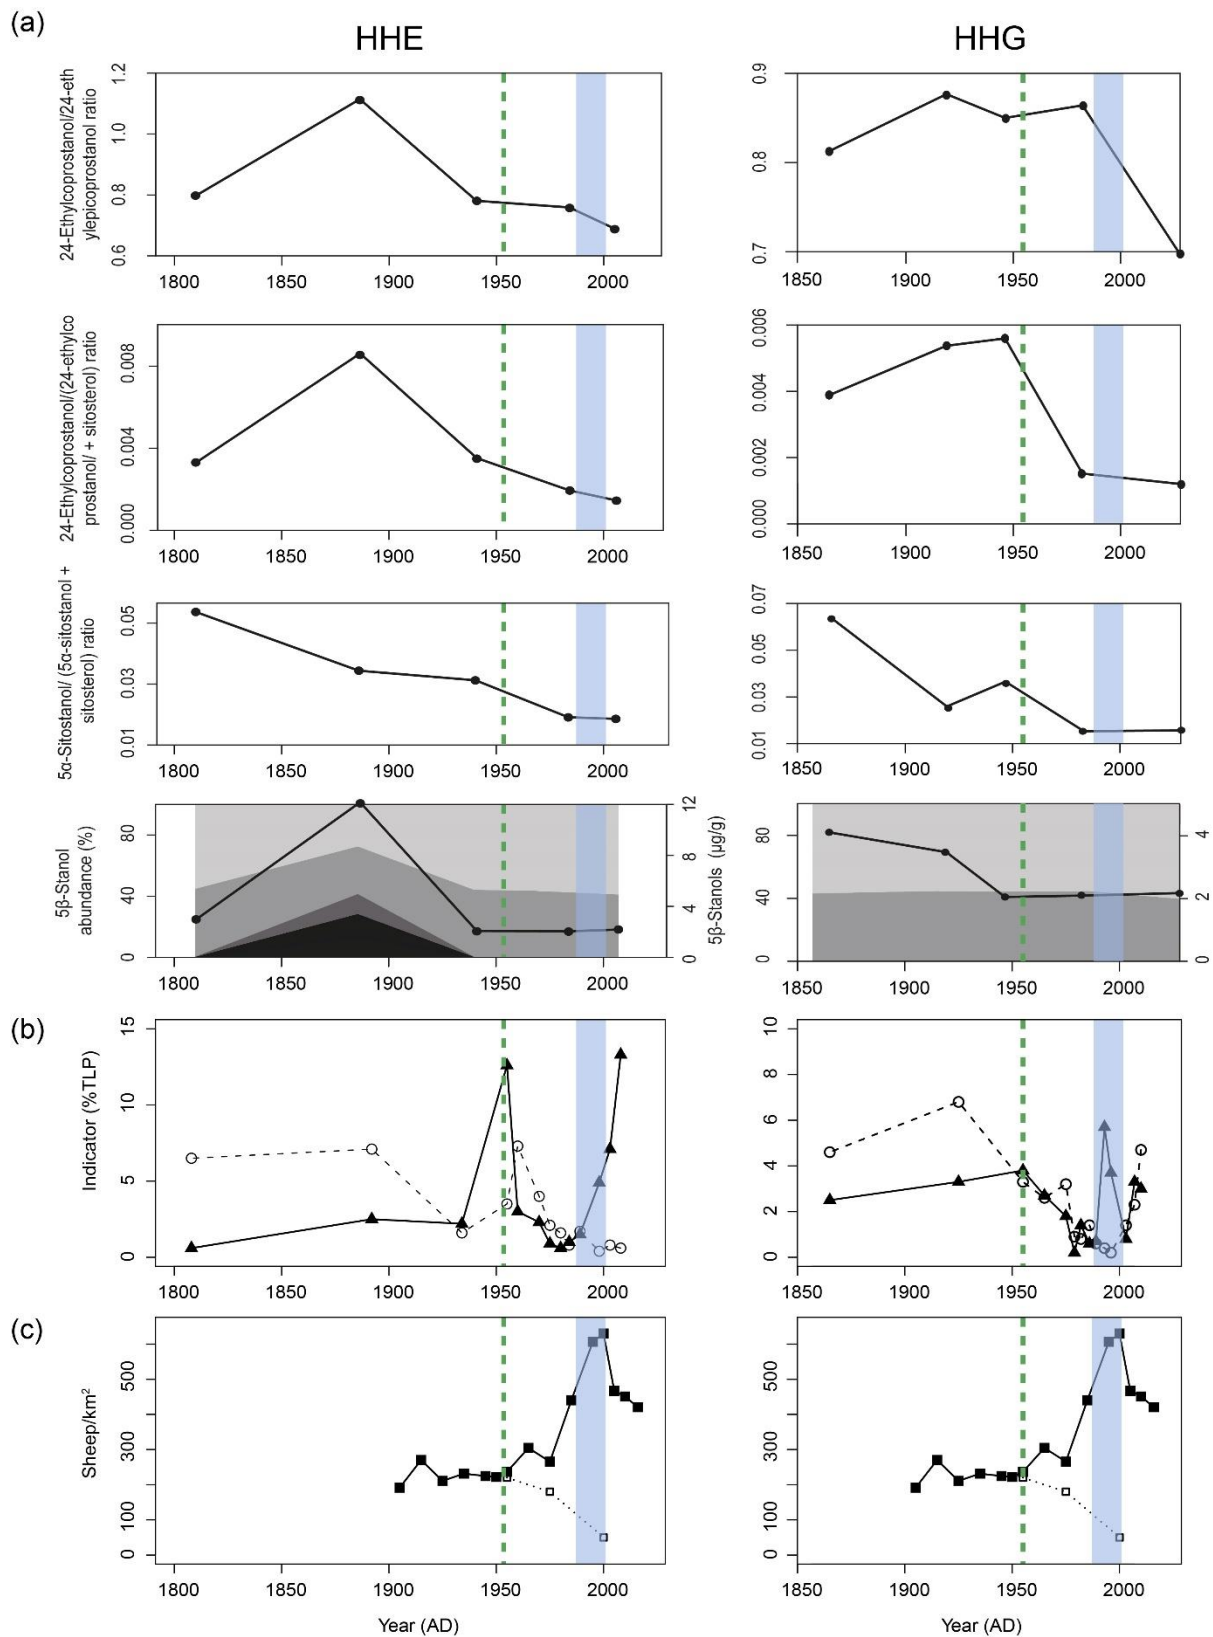 (a)
HHE
HHG
24-Ethylcoprostanol/24-eth
ylepicoprostanol ratio
0.6 0.8 1.0 1.2
1800 1850 1900 1950 2000
0.7 0.8 0.9
1850 1900 1950 2000
24-Ethylcoprostanol/(24-ethylco
prostanol/ + sitosterol) ratio
0.000 0.004 0.008
1800 1850 1900 1950 2000
0.000 0.002 0.004 0.006
1850 1900 1950 2000
5α-Sitostanol/ (5α-sitostanol +
sitosterol) ratio
0.01 0.03 0.05
1800 1850 1900 1950 2000
0.01 0.03 0.05 0.07
1850 1900 1950 2000
5β-Stanol
abundance (%)
0 40 80
1800 1850 1900 1950 2000
0 4 8 12
5β-Stanols (μg/g)
0 40 80
1850 1900 1950 2000
0 2 4
(b)
Indicator (%TLP)
0 5 10 15
1800 1850 1900 1950 2000
0 2 4 6 8 10
1850 1900 1950 2000
(c)
Sheep/km²
0 100 300 500
1800 1850 1900 1950 2000
Year (AD)
0 100 300 500
1850 1900 1950 2000
Year (AD)